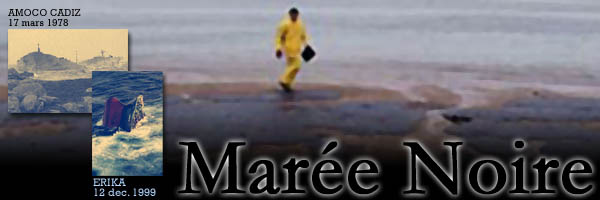 AMOCO CADIZ
17 mars 1978
ERIKA
12 dec. 1999
Marée Noire